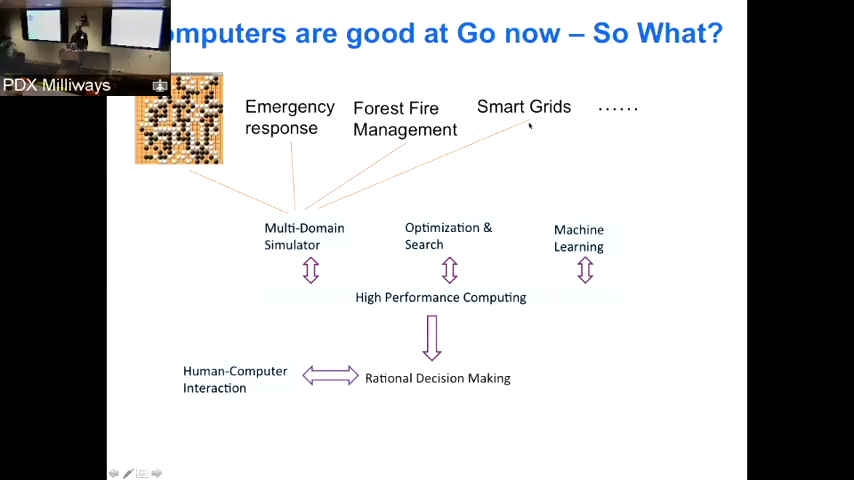 omputers are good at Go now – So What?
PDX Milliways
Emergency
response
Forest Fire
Management
Smart Grids
......
Multi-Domain
Simulator
Optimization &
Search
Machine
Learning
High Performance Computing
Human-Computer
Interaction
Rational Decision Making